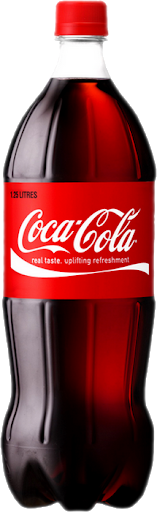 1.25 LITRES
Coca-Cola
real taste. uplifting refreshment